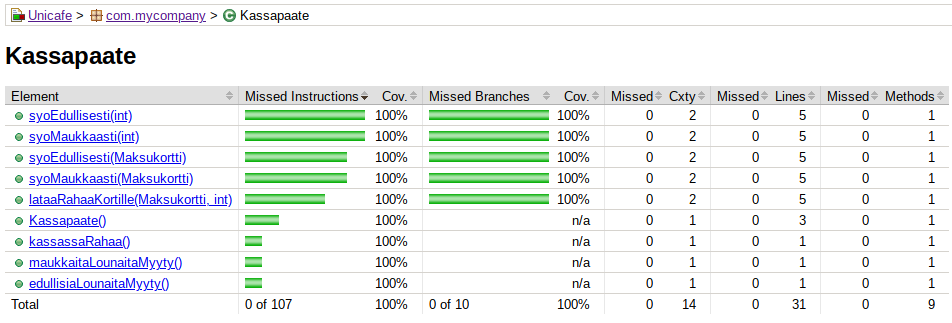 Unicafe > com.mycompany > Kassapaate
Kassapaate
Element Missed Instructions Cov. Missed Branches Cov. Missed Cxty Missed Lines Missed Methods
syoEdullisesti(int) 100% 100% 0 2 0 5 0 1
syoMaukkaasti(int) 100% 100% 0 2 0 5 0 1
syoEdullisesti(Maksukortti) 100% 100% 0 2 0 5 0 1
syoMaukkaasti(Maksukortti) 100% 100% 0 2 0 5 0 1
lataaRahaaKortille(Maksukortti, int) 100% 100% 0 2 0 5 0 1
Kassapaate() 100% n/a 0 1 0 3 0 1
kassassaRahaa() 100% n/a 0 1 0 1 0 1
maukkaitaLounaitaMyyty() 100% n/a 0 1 0 1 0 1
edullisiaLounaitaMyyty() 100% n/a 0 1 0 1 0 1
Total 0 of 107 100% 0 of 10 100% 0 14 0 31 0 9